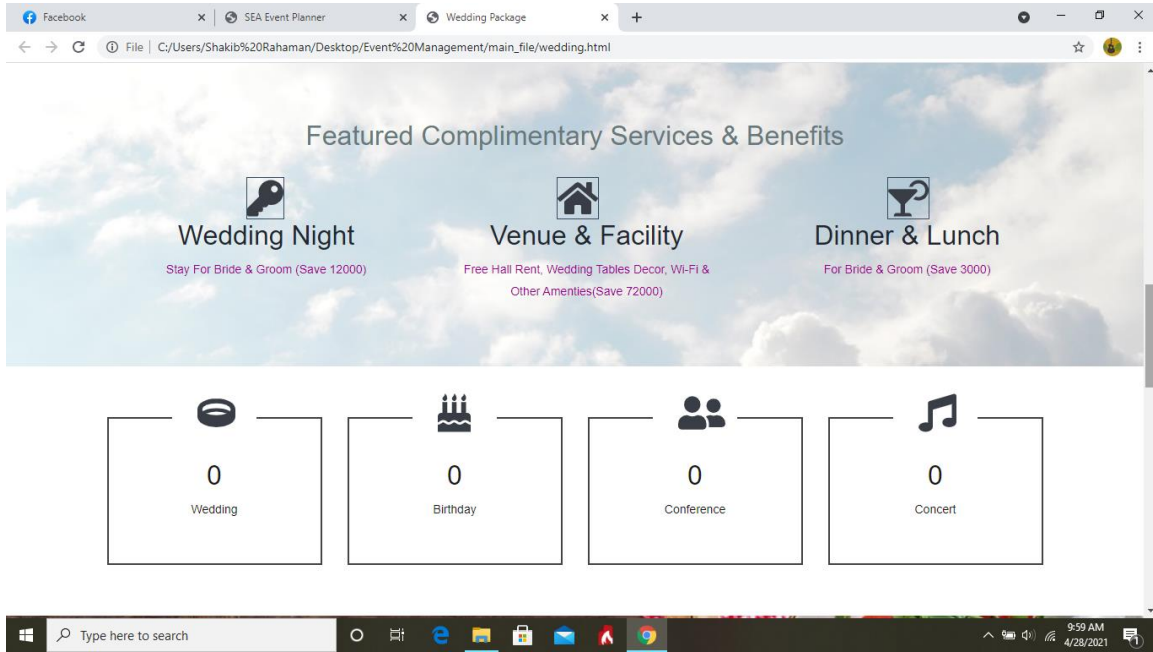 Facebook
SEA Event Planner
Wedding Package
File
C:/Users/Shakib%20Rahaman/Desktop/Event%20Management/main_file/wedding.html
Featured Complimentary Services & Benefits
Wedding Night
Stay For Bride & Groom (Save 12000)
Venue & Facility
Free Hall Rent, Wedding Tables Decor, Wi-Fi &
Other Amenties(Save 72000)
Dinner & Lunch
For Bride & Groom (Save 3000)
0
Wedding
0
Birthday
0
Conference
0
Concert
Type here to search
9:59 AM
4/28/2021
1